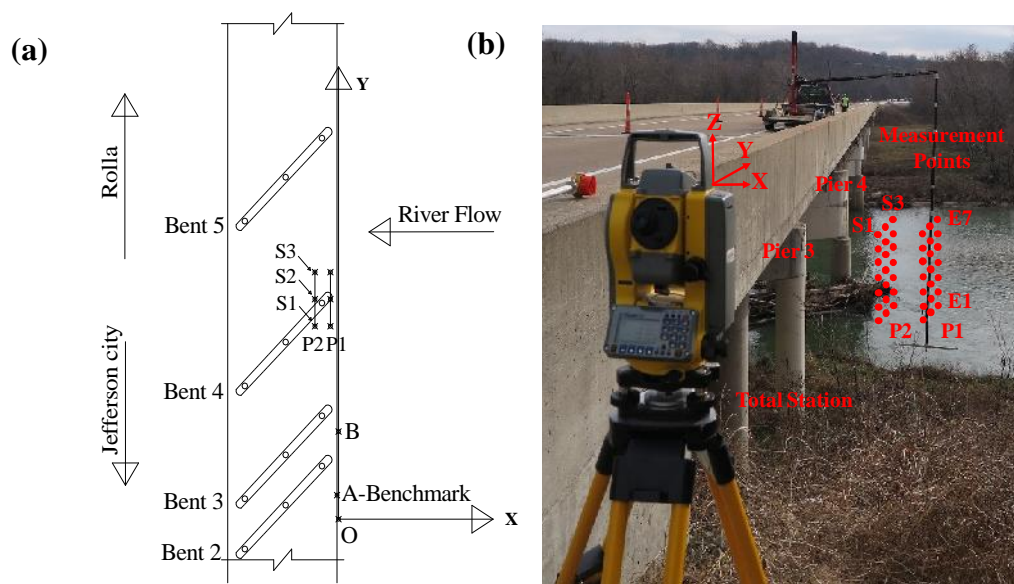 (a)
Rolla
Jefferson city
Y
Bent 5
River Flow
S3
S2
S1
P2 P1
Bent 4
B
Bent 3
A-Benchmark
X
O
Bent 2
(b)
Z
Y
X
Measurement
Points
Pier 4
S3
S1
E7
Pier 3
E1
P2
P1
Total Station